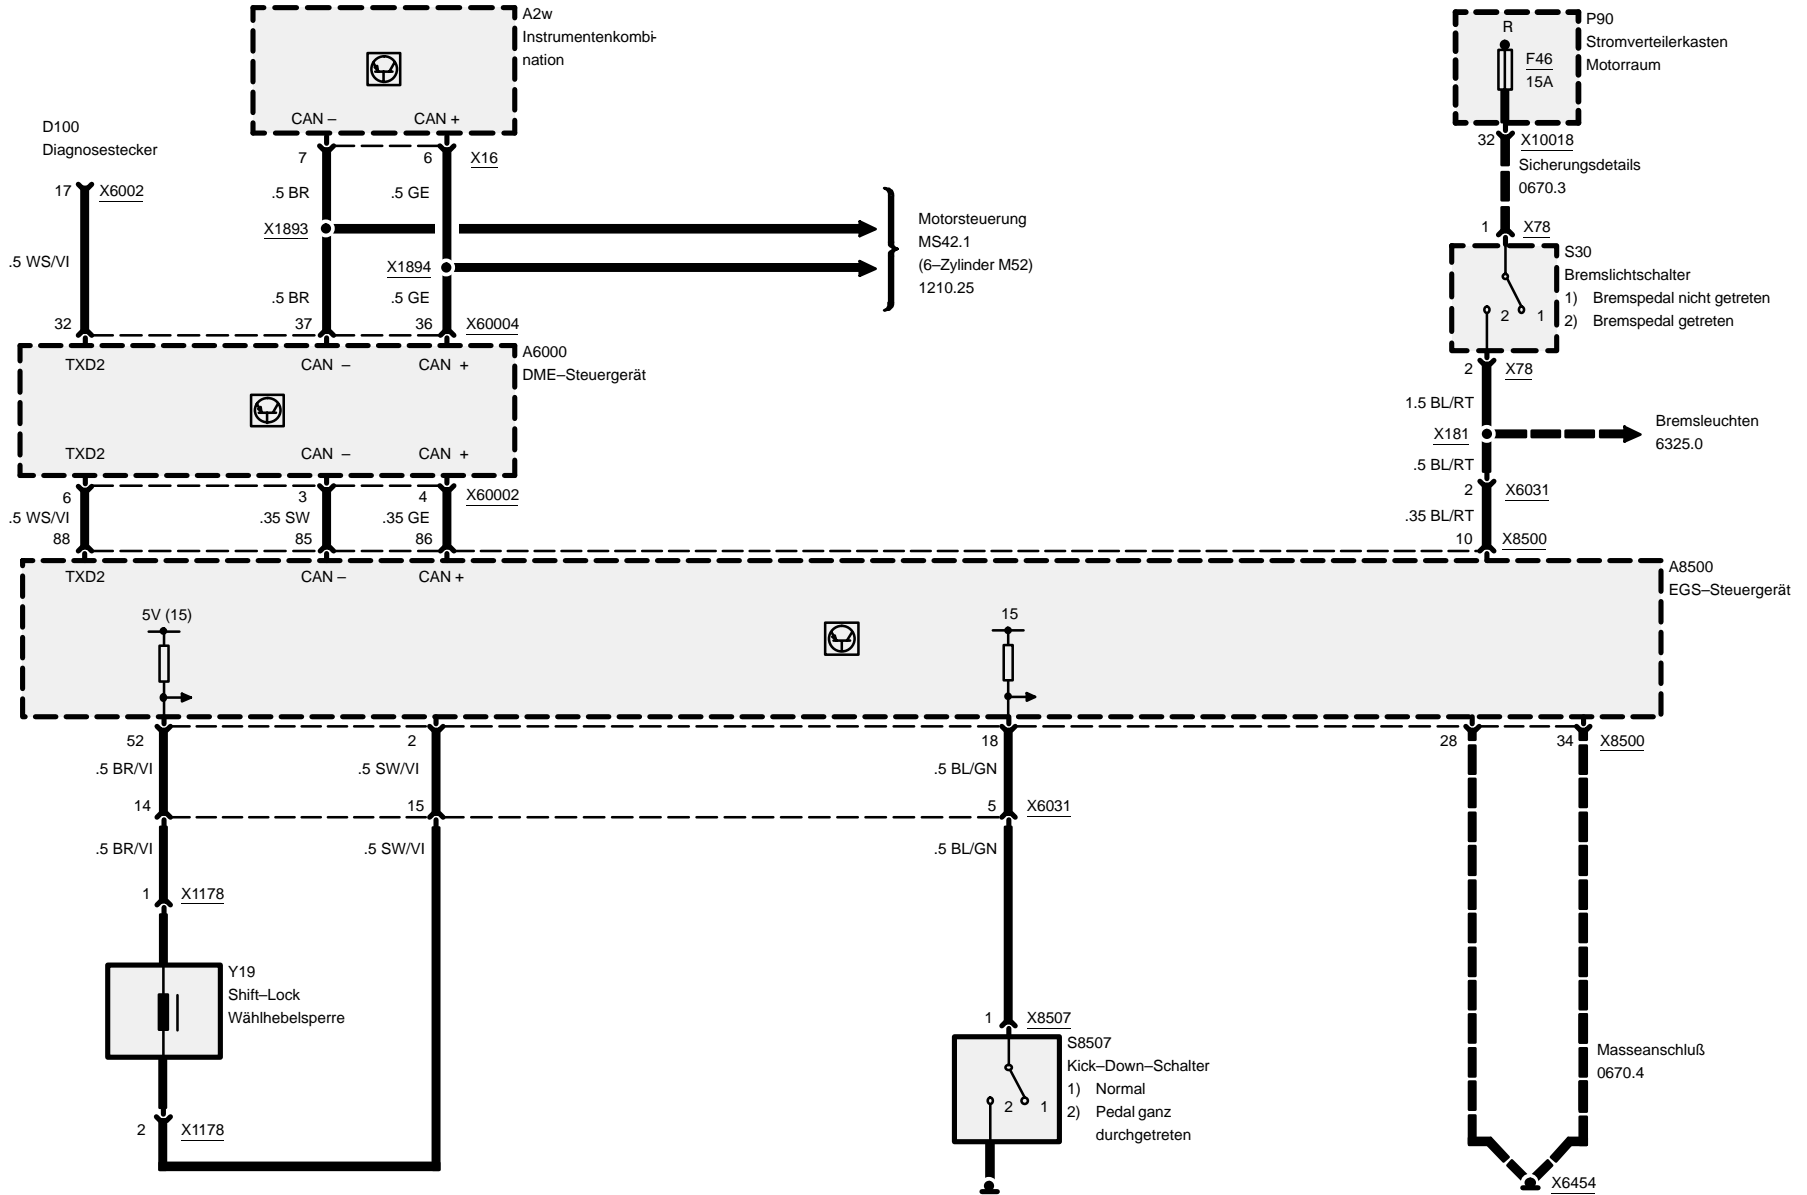 A2w
Instrumentenkombi-
nation
CAN – CAN +
P90
Stromverteilerkasten
Motorraum
R
F46
15A
D100
Diagnosestecker
7 6 X16
32 X10018
Sicherungsdetails
0670.3
17 X6002
.5 BR .5 GE
X1893
X1894
Motorsteuerung
MS42.1
(6–Zylinder M52)
1210.25
1 X78
S30
Bremslichtschalter
1) Bremspedal nicht getreten
2) Bremspedal getreten
2 1
.5 WS/VI
.5 BR .5 GE
32 37 36 X60004
TXD2 CAN – CAN +
A6000
DME–Steuergerät
2 X78
1.5 BL/RT
X181
Bremsleuchten
6325.0
.5 BL/RT
TXD2 CAN – CAN +
6 3 4 X60002
2 X6031
.5 WS/VI .35 SW .35 GE .35 BL/RT
88 85 86 10 X8500
TXD2 CAN – CAN +
A8500
EGS–Steuergerät
5V (15) 15
52 2 18 28 34 X8500
.5 BR/VI .5 SW/VI .5 BL/GN
14 15 5 X6031
.5 BR/VI .5 SW/VI .5 BL/GN
1 X1178
Y19
Shift–Lock
Wählhebelsperre
1 X8507
S8507
Kick–Down–Schalter
1) Normal
2) Pedal ganz
durchgetreten
2 1
Masseanschluß
0670.4
2 X1178
X6454